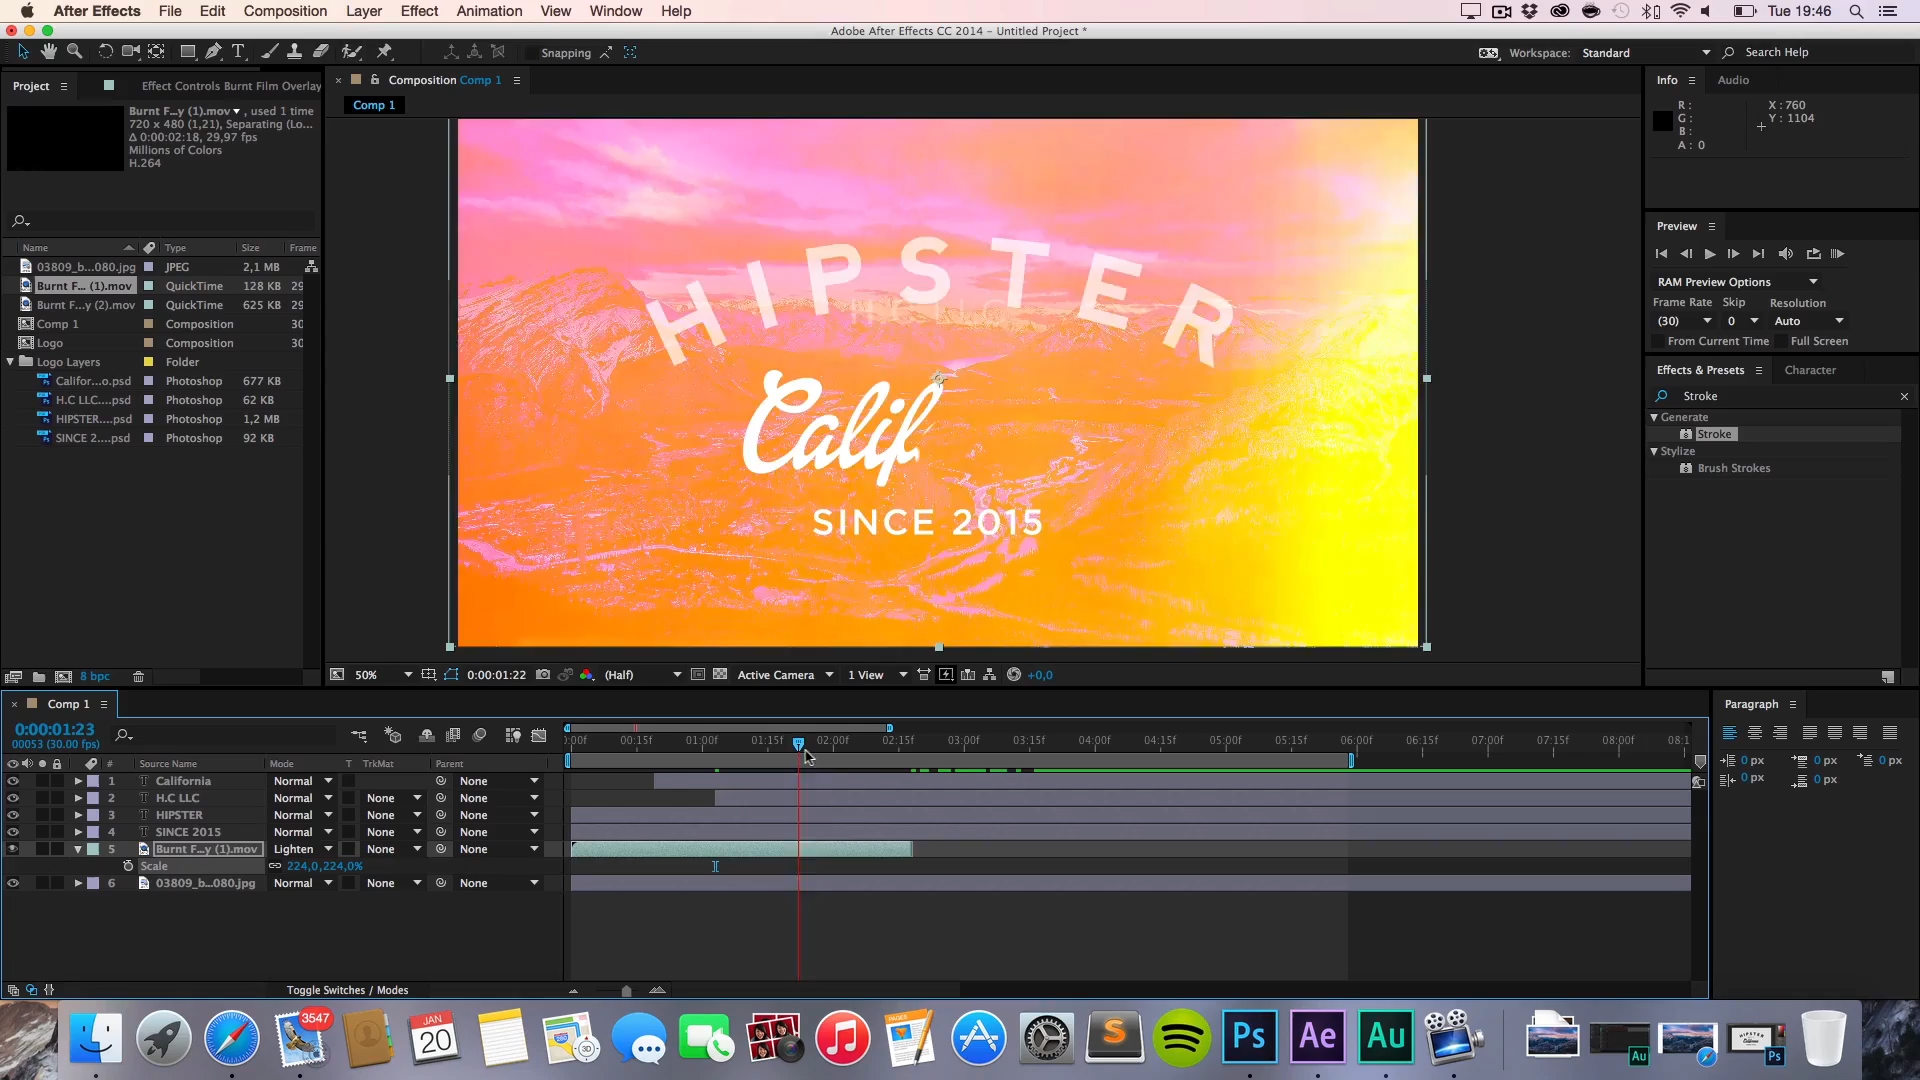 After Effects File Edit Composition Layer Effect Animation View Window Help Tue 19:46
Adobe After Effects CC 2014 – Untitled Project *
Snapping Workspace: Standard Search Help
Project Effect Controls Burnt Film Overlay
Burnt F...y (1).mov , used 1 time
720 x 480 (1,21), Separating (Lo...
Δ 0:00:02:18, 29,97 fps
Millions of Colors
H.264
Name Type Size Frame
03809_b...080.jpg JPEG 2,1 MB
Burnt F... (1).mov QuickTime 128 KB 29
Burnt F...y (2).mov QuickTime 625 KB 29
Comp 1 Composition 30
Logo Composition 30
Logo Layers Folder
Califor...o.psd Photoshop 677 KB
H.C LLC....psd Photoshop 62 KB
HIPSTER....psd Photoshop 1,2 MB
SINCE 2....psd Photoshop 92 KB
8 bpc
Composition Comp 1
Comp 1
HIPSTER
H.C LLC
Calif
SINCE 2015
50% 0:00:01:22 (Half) Active Camera 1 View +0,0
Info Audio
R :
G :
B :
A : 0
X : 760
Y : 1104
Preview
RAM Preview Options
Frame Rate Skip Resolution
(30) 0 Auto
From Current Time Full Screen
Effects & Presets Character
Stroke
Generate
Stroke
Stylize
Brush Strokes
Comp 1
0:00:01:23
00053 (30.00 fps)
:00f 00:15f 01:00f 01:15f 02:00f 02:15f 03:00f 03:15f 04:00f 04:15f 05:00f 05:15f 06:00f 06:15f 07:00f 07:15f 08:00f 08:1
# Source Name Mode T TrkMat Parent
1 California Normal None
2 H.C LLC Normal None None
3 HIPSTER Normal None None
4 SINCE 2015 Normal None None
5 Burnt F...y (1).mov Lighten None None
Scale 224,0,224,0%
6 03809_b...080.jpg Normal None None
Toggle Switches / Modes
Paragraph
0 px 0 px 0 px
0 px 0 px
3547
JAN
20
280
3D
PAGES
S
Ps
Ae
Au
Au
HIPSTER
Ps